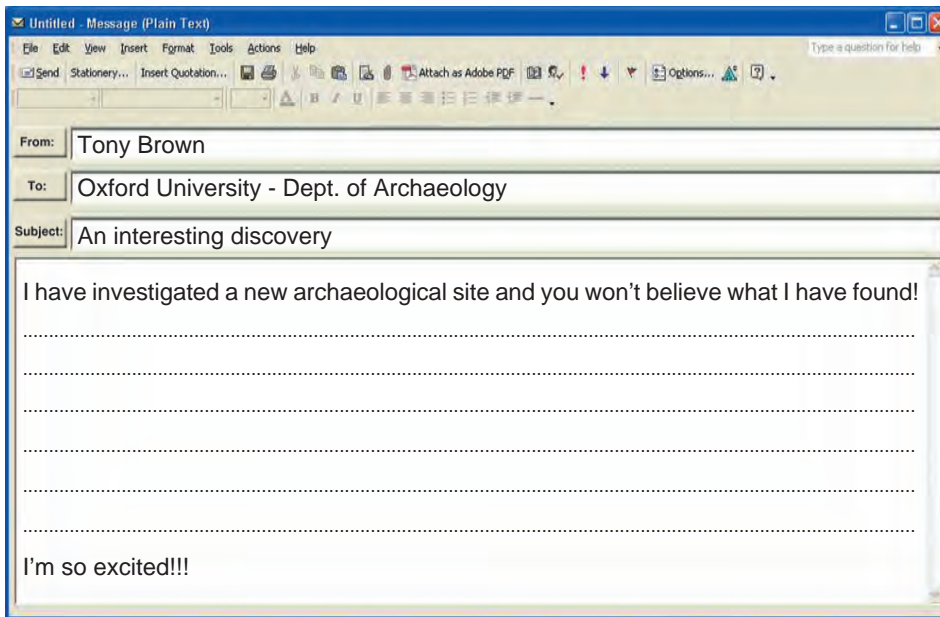 Untitled - Message (Plain Text)
File Edit View Insert Format Tools Actions Help
Type a question for help
Send Stationery... Insert Quotation... Attach as Adobe PDF Options...
A B I U
From: Tony Brown
To: Oxford University - Dept. of Archaeology
Subject: An interesting discovery
I have investigated a new archaeological site and you won't believe what I have found!
..........................................................................................
..........................................................................................
..........................................................................................
..........................................................................................
..........................................................................................
..........................................................................................
I'm so excited!!!